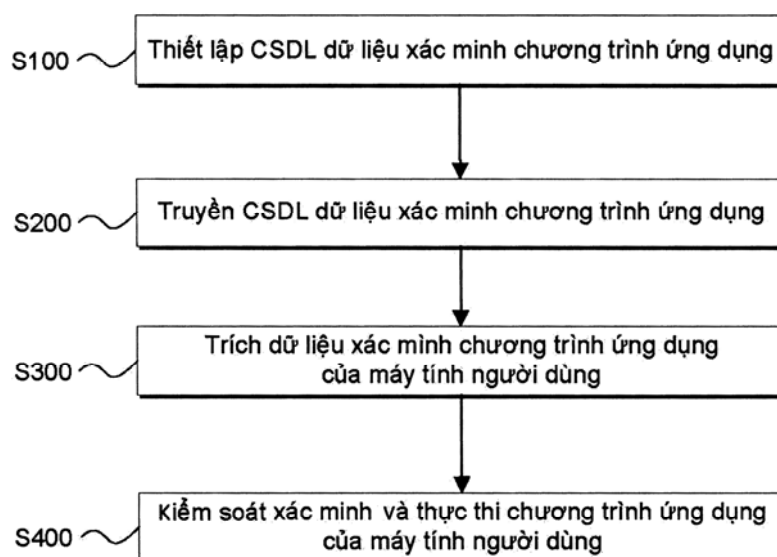 S100 Thiết lập CSDL dữ liệu xác minh chương trình ứng dụng
S200 Truyền CSDL dữ liệu xác minh chương trình ứng dụng
S300 Trích dữ liệu xác mình chương trình ứng dụng
của máy tính người dùng
S400 Kiểm soát xác minh và thực thi chương trình ứng dụng
của máy tính người dùng